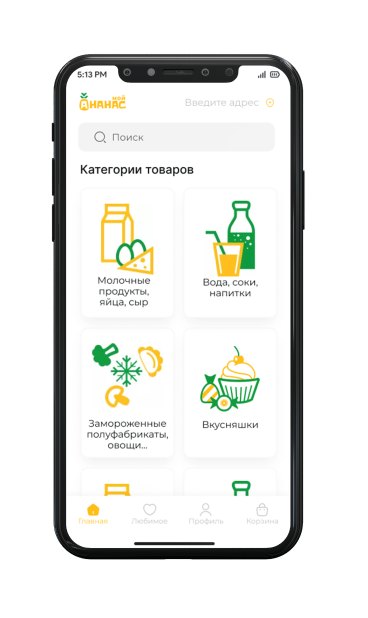 5:13 PM
мой
Ананас
Введите адрес
Поиск
Категории товаров
Молочные
продукты,
яйца, сыр
Вода, соки,
напитки
Замороженные
полуфабрикаты,
овощи...
Вкусняшки
Главная
Любимое
Профиль
Корзина